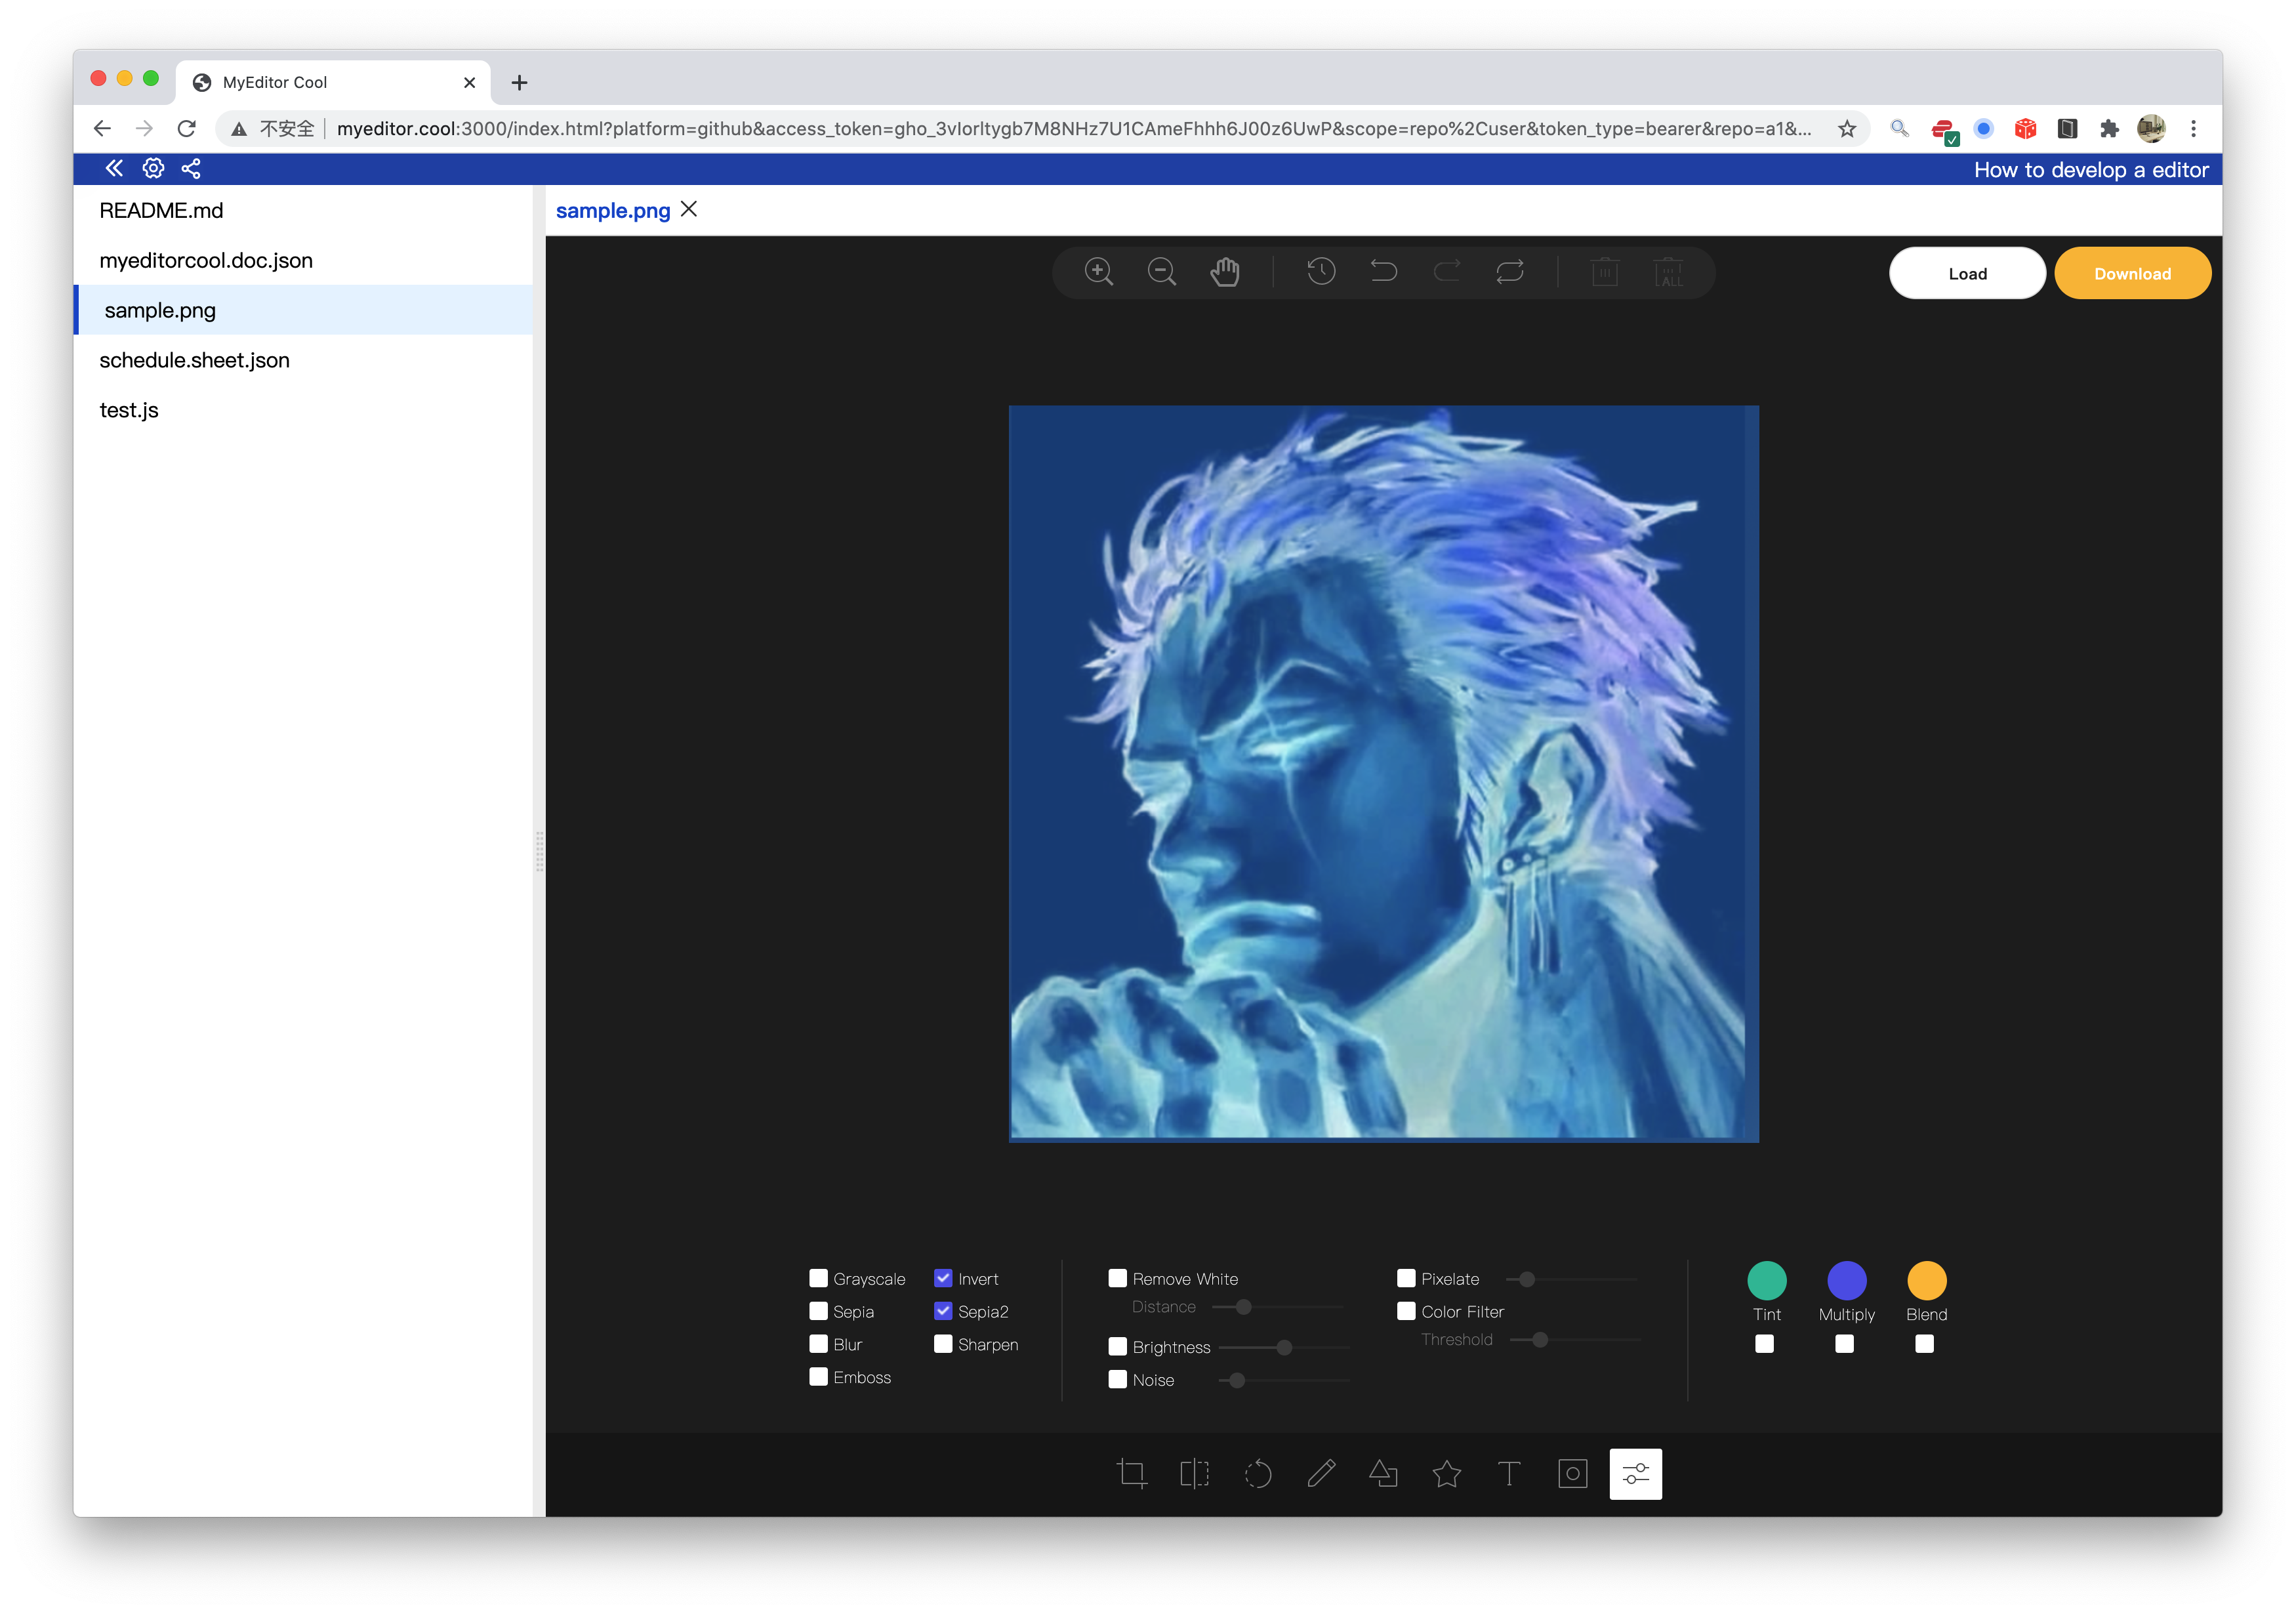 MyEditor Cool
不安全 myeditor.cool:3000/index.html?platform=github&access_token=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&scope=repo%2Cuser&token_type=bearer&repo=a1&...
How to develop a editor
README.md
myeditorcool.doc.json
sample.png
schedule.sheet.json
test.js
sample.png
ALL
Load
Download
Grayscale
Invert
Sepia
Sepia2
Blur
Sharpen
Emboss
Remove White
Distance
Brightness
Noise
Pixelate
Color Filter
Threshold
Tint
Multiply
Blend